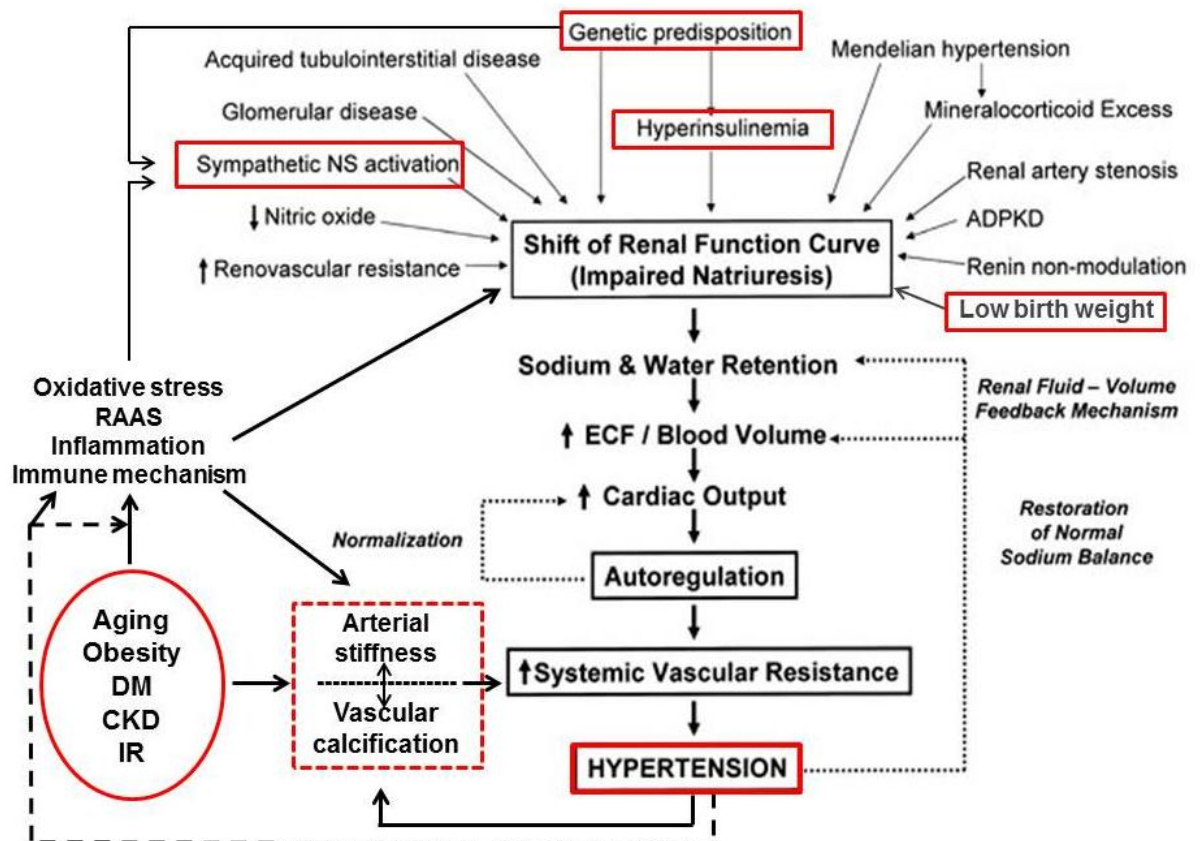 Genetic predisposition
Mendelian hypertension
Acquired tubulointerstitial disease
Glomerular disease
Hyperinsulinemia
Mineralocorticoid Excess
Sympathetic NS activation
Renal artery stenosis
↓ Nitric oxide
ADPKD
Shift of Renal Function Curve
(Impaired Natriuresis)
↑ Renovascular resistance
Renin non-modulation
Low birth weight
Sodium & Water Retention
Renal Fluid – Volume
Feedback Mechanism
Oxidative stress
RAAS
Inflammation
Immune mechanism
↑ ECF / Blood Volume
↑ Cardiac Output
Normalization
Restoration
of Normal
Sodium Balance
Autoregulation
Aging
Obesity
DM
CKD
IR
Arterial
stiffness
Vascular
calcification
↑Systemic Vascular Resistance
HYPERTENSION